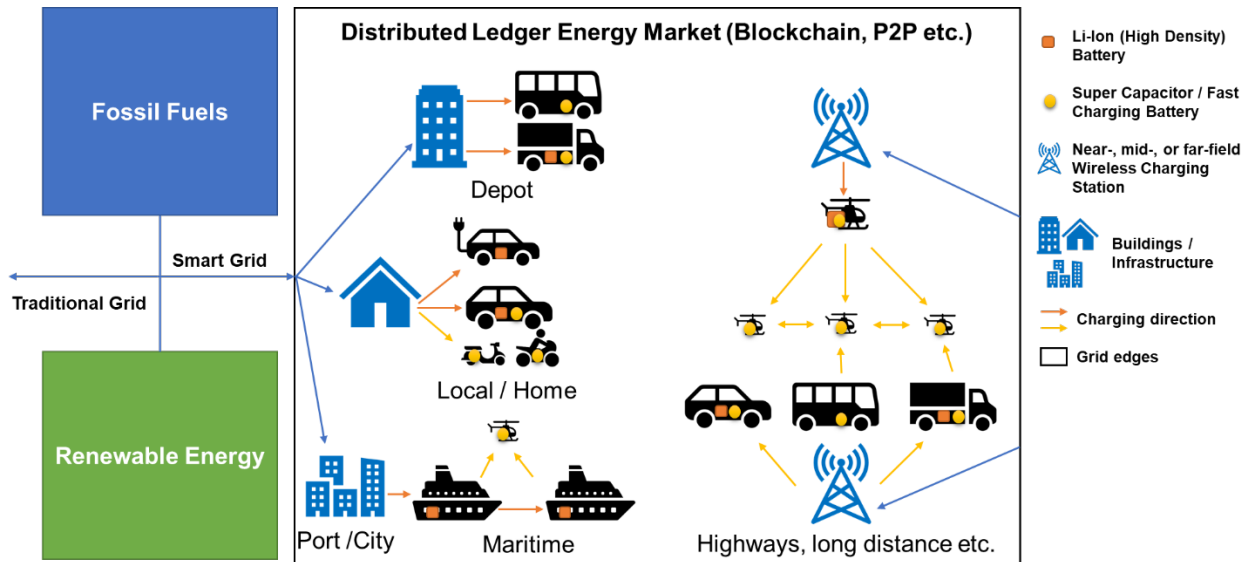 Distributed Ledger Energy Market (Blockchain, P2P etc.)
Fossil Fuels
Smart Grid
Traditional Grid
Renewable Energy
Depot
Local / Home
Port /City
Maritime
Highways, long distance etc.
Li-Ion (High Density)
Battery
Super Capacitor / Fast
Charging Battery
Near-, mid-, or far-field
Wireless Charging
Station
Buildings /
Infrastructure
Charging direction
Grid edges